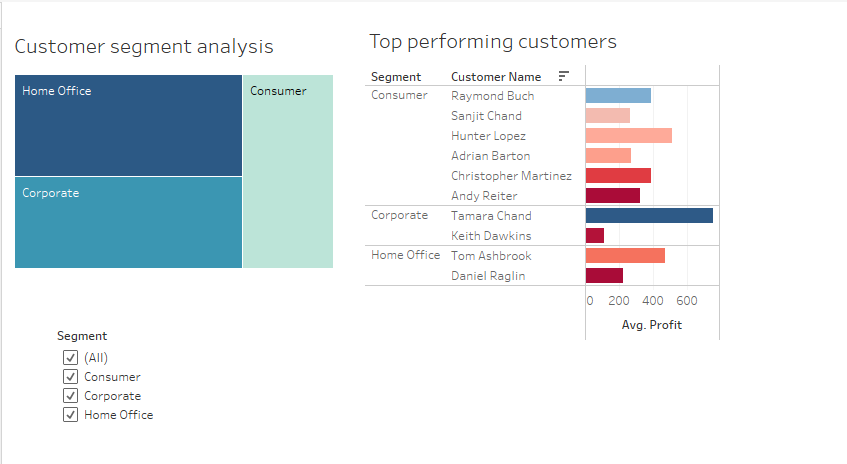 Customer segment analysis
Home Office
Consumer
Corporate
Segment
(All)
Consumer
Corporate
Home Office
Top performing customers
Segment Customer Name
Consumer Raymond Buch
Sanjit Chand
Hunter Lopez
Adrian Barton
Christopher Martinez
Andy Reiter
Corporate Tamara Chand
Keith Dawkins
Home Office Tom Ashbrook
Daniel Raglin
0 200 400 600
Avg. Profit